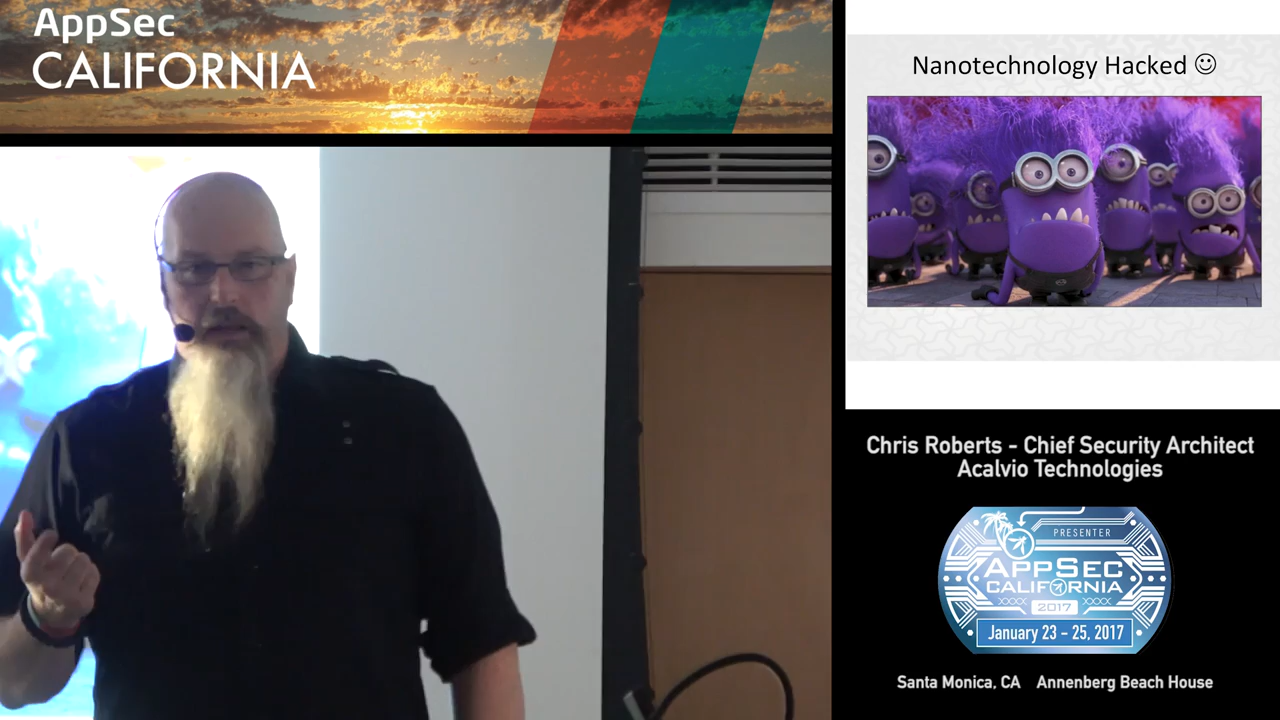 AppSec
CALIFORNIA
Nanotechnology Hacked ☺
Chris Roberts - Chief Security Architect
Acalvio Technologies
PRESENTER
APPSEC
CALIFORNIA
2017
January 23 - 25, 2017
Santa Monica, CA Annenberg Beach House